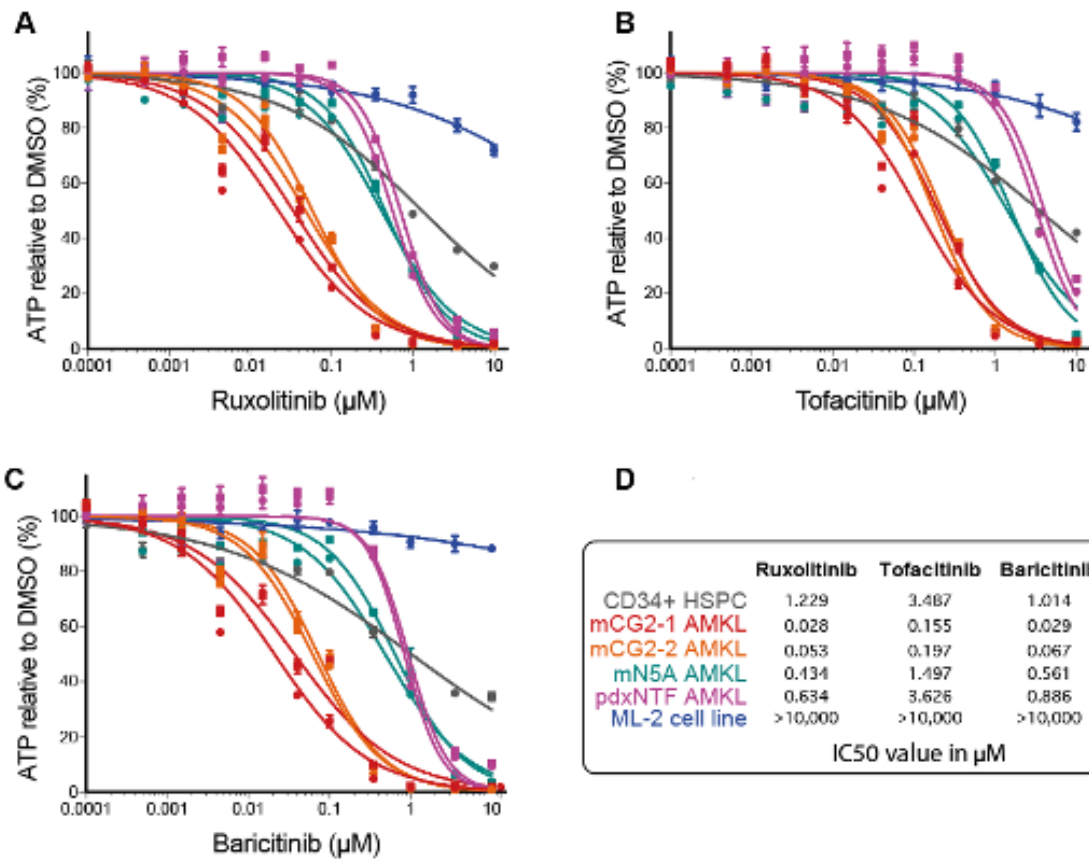 A
ATP relative to DMSO (%)
100
80
60
40
20
0
0.0001
0.001
0.01
0.1
1
10
Ruxolitinib (µM)
B
ATP relative to DMSO (%)
100
80
60
40
20
0
0.0001
0.001
0.01
0.1
1
10
Tofacitinib (µM)
C
ATP relative to DMSO (%)
100
80
60
40
20
0
0.0001
0.001
0.01
0.1
1
10
Baricitinib (µM)
D
Ruxolitinib Tofacitinib Baricitinib
CD34+ HSPC 1.229 3.487 1.014
mCG2-1 AMKL 0.028 0.155 0.029
mCG2-2 AMKL 0.053 0.197 0.067
mN5A AMKL 0.434 1.497 0.561
pdxNTF AMKL 0.634 3.626 0.886
ML-2 cell line >10,000 >10,000 >10,000
IC50 value in µM